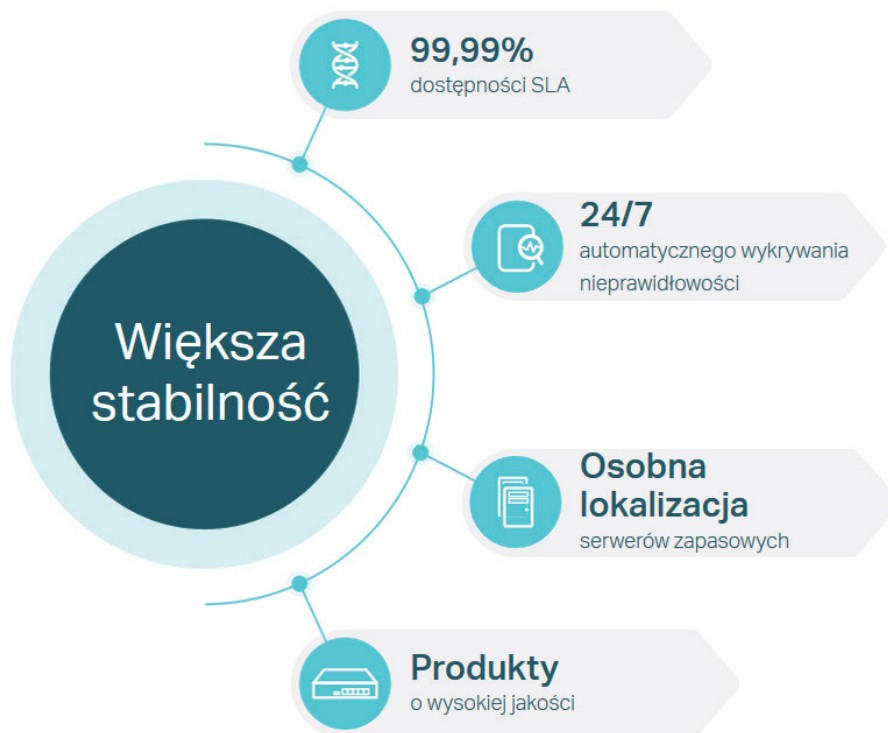 99,99%
dostępności SLA
24/7
automatycznego wykrywania
nieprawidłowości
Większa
stabilność
Osobna
lokalizacja
serwerów zapasowych
Produkty
o wysokiej jakości